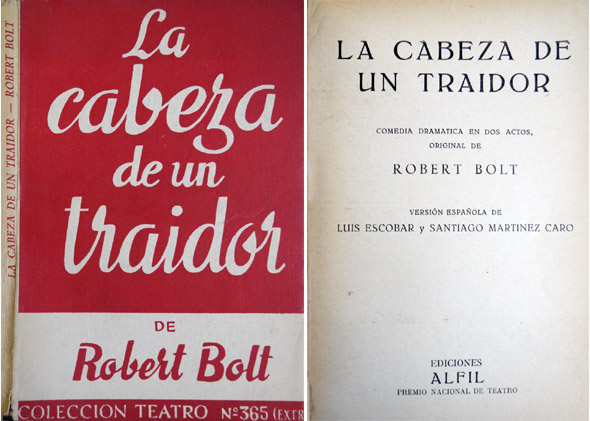 LA CABEZA DE UN TRAIDOR — ROBERT BOLT
La
cabeza
de un
traidor
DE
Robert Bolt
COLECCION TEATRO Nº 365 (EXTR
LA CABEZA DE
UN TRAIDOR
COMEDIA DRAMATICA EN DOS ACTOS,
ORIGINAL DE
ROBERT BOLT
VERSIÓN ESPAÑOLA DE
LUIS ESCOBAR y SANTIAGO MARTINEZ CARO
EDICIONES
ALFIL
PREMIO NACIONAL DE TEATRO